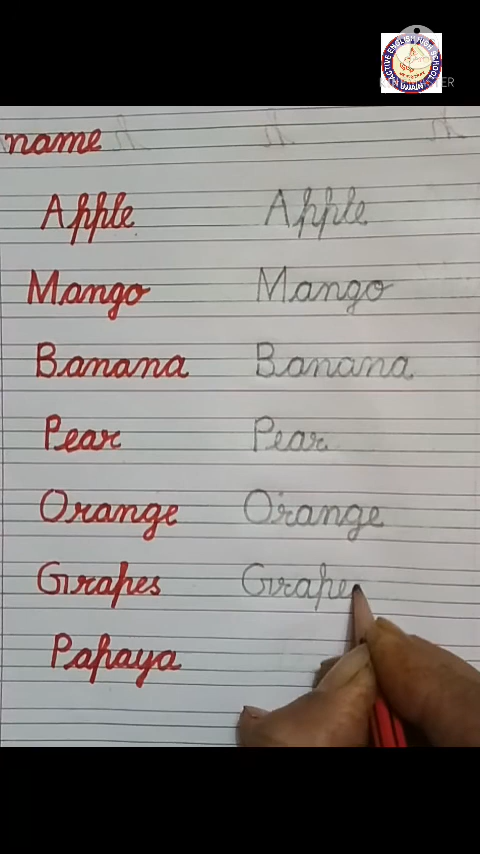 name
Apple Apple
Mango Mango
Banana Banana
Pear Pear
Orange Orange
Grapes Grape
Papaya